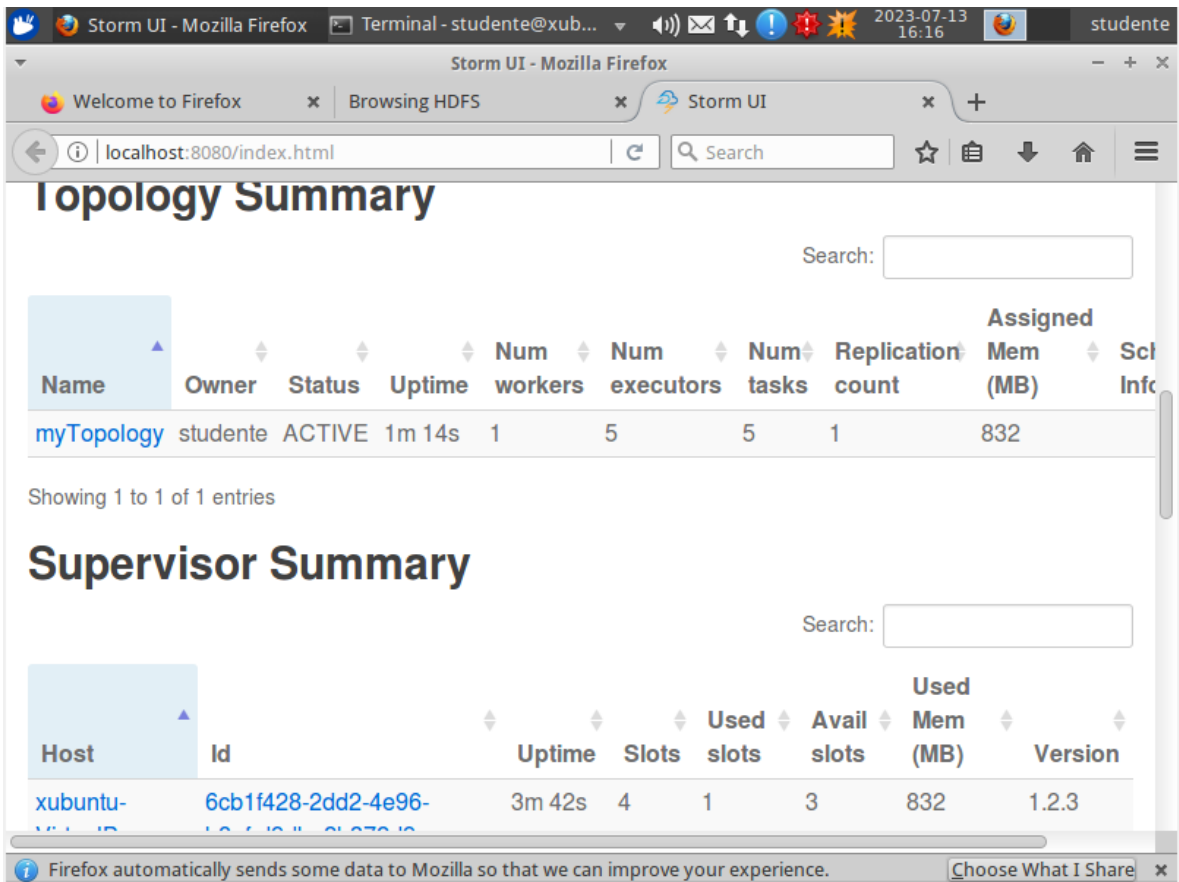 Storm UI - Mozilla Firefox Terminal - studente@xub... 2023-07-13 16:16 studente
Storm UI - Mozilla Firefox
Welcome to Firefox Browsing HDFS Storm UI
localhost:8080/index.html Search
Topology Summary
Search:
Name Owner Status Uptime Num workers Num executors Num tasks Replication count Assigned Mem (MB)
myTopology studente ACTIVE 1m 14s 1 5 5 1 832
Showing 1 to 1 of 1 entries
Supervisor Summary
Search:
Host Id Uptime Slots Used slots Avail slots Used Mem (MB) Version
xubuntu- 6cb1f428-2dd2-4e96- 3m 42s 4 1 3 832 1.2.3
Firefox automatically sends some data to Mozilla so that we can improve your experience. Choose What I Share